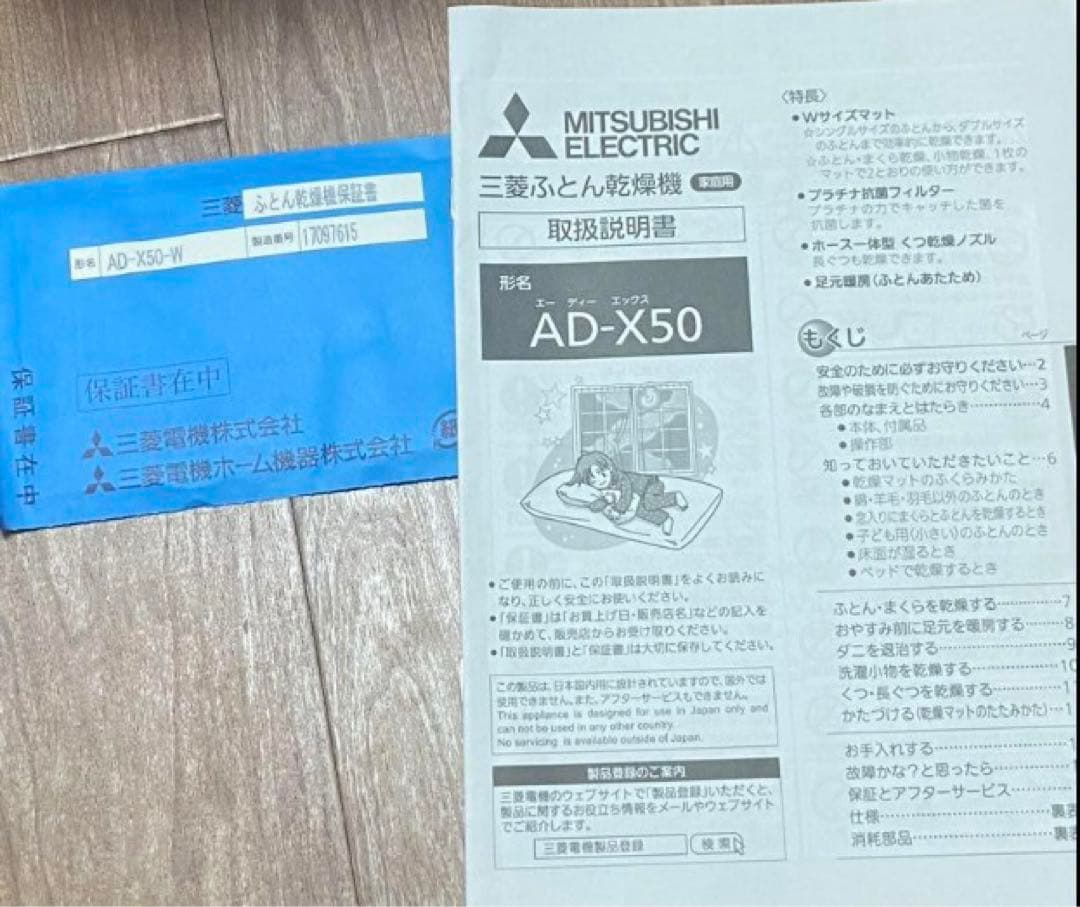 三菱 ふとん乾燥機保証書
形名 AD-X50-W 製造番号 17097615
保証書在中
三菱電機株式会社
三菱電機ホーム機器株式会社
保証書在中
MITSUBISHI
ELECTRIC
三菱ふとん乾燥機 家庭用
取扱説明書
形名
エー ディー エックス
AD-X50
●ご使用の前に、この「取扱説明書」をよくお読みに
なり、正しく安全にお使いください。
●「保証書」は「お買上げ日・販売店名」などの記入を
確かめて、販売店からお受け取りください。
●「取扱説明書」と「保証書」は大切に保存してください。
この製品は、日本国内用に設計されていますので、国外では
使用できません。また、アフターサービスもできません。
This appliance is designed for use in Japan only and
can not be used in any other country.
No servicing is available outside of Japan.
製品登録のご案内
三菱電機のウェブサイトで「製品登録」いただくと、
製品に関するお役立ち情報をメールやウェブサイト
でご紹介します。
三菱電機製品登録 検索
〈特長〉
●Wサイズマット
☆シングルサイズのふとんから、ダブルサイズ
のふとんまで効率的に乾燥できます。
☆ふとん・まくら乾燥、小物乾燥、1枚の
マットで2とおりの使い方ができます。
●プラチナ抗菌フィルター
プラチナの力でキャッチした菌を
抗菌します。
●ホース一体型 くつ乾燥ノズル
長ぐつも乾燥できます。
●足元暖房(ふとんあたため)
もくじ ページ
安全のために必ずお守りください…2
故障や破損を防ぐためにお守りください…3
各部のなまえとはたらき……………4
●本体、付属品
●操作部
知っておいていただきたいこと…6
●乾燥マットのふくらみかた
●綿・羊毛・羽毛以外のふとんのとき
●念入りにまくらとふとんを乾燥するとき
●子ども用(小さい)のふとんのとき
●床面が湿るとき
●ベッドで乾燥するとき
ふとん・まくらを乾燥する…………7
おやすみ前に足元を暖房する………8
ダニを退治する………………………9
洗濯小物を乾燥する…………………10
くつ・長ぐつを乾燥する……………1
かたづける(乾燥マットのたたみかた)…1
お手入れする…………………………1
故障かな?と思ったら………………1
保証とアフターサービス……………
仕様……………………………………裏表
消耗部品………………………………裏表